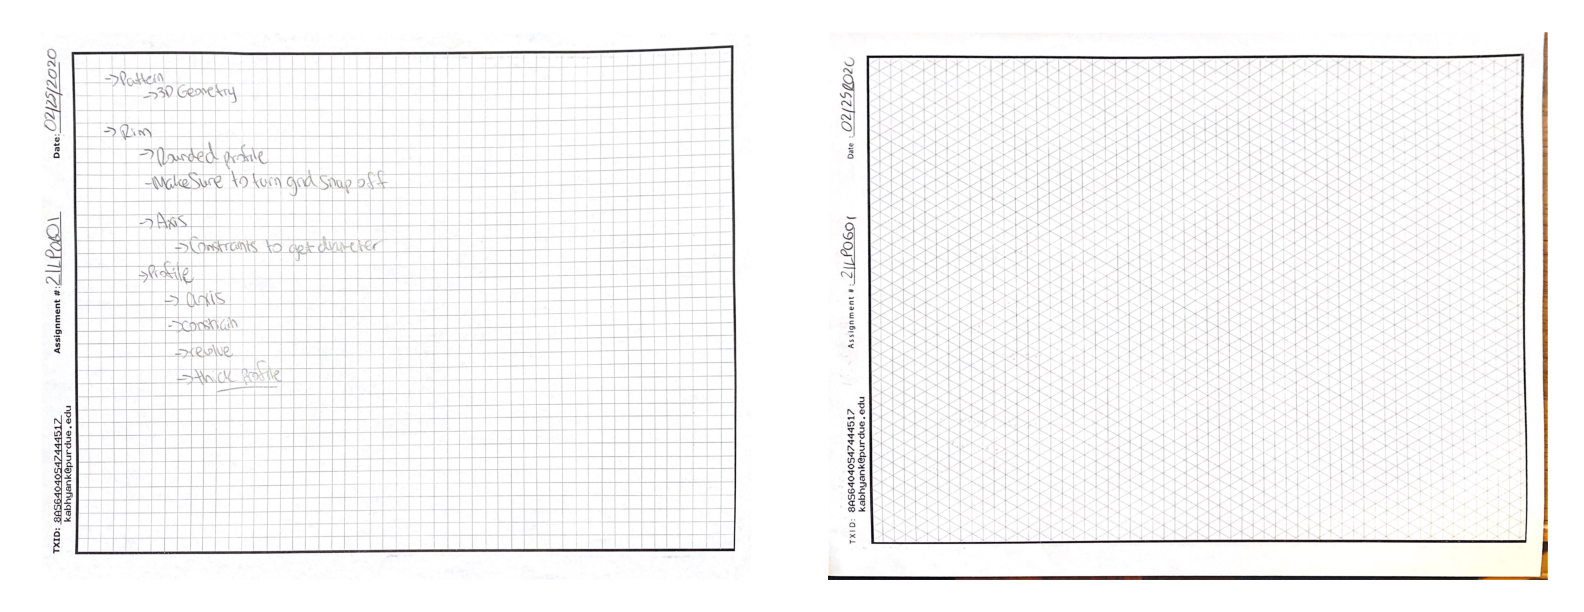 ->Pattern
->3D Geometry
->Rim
->Rounded profile
-Make Sure to turn grid Snap off
->Axis
->Constraints to get diameter
->Profile
->axis
->constrain
->revolve
->thick profile
Date: 02/25/2020
Assignment #: 21LP0601
TXID: 8A56404054744517
kabhyank@purdue.edu
Date: 02/25/2020
Assignment #: 21LP0601
TXID: 8A56404054744517
kabhyank@purdue.edu